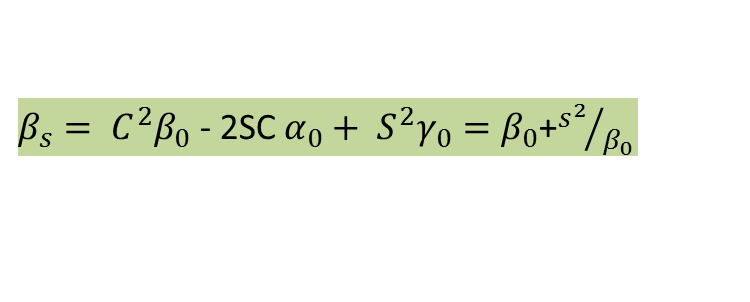 βₛ = C²β₀ - 2SC α₀ + S²γ₀ = β₀+s²/β₀